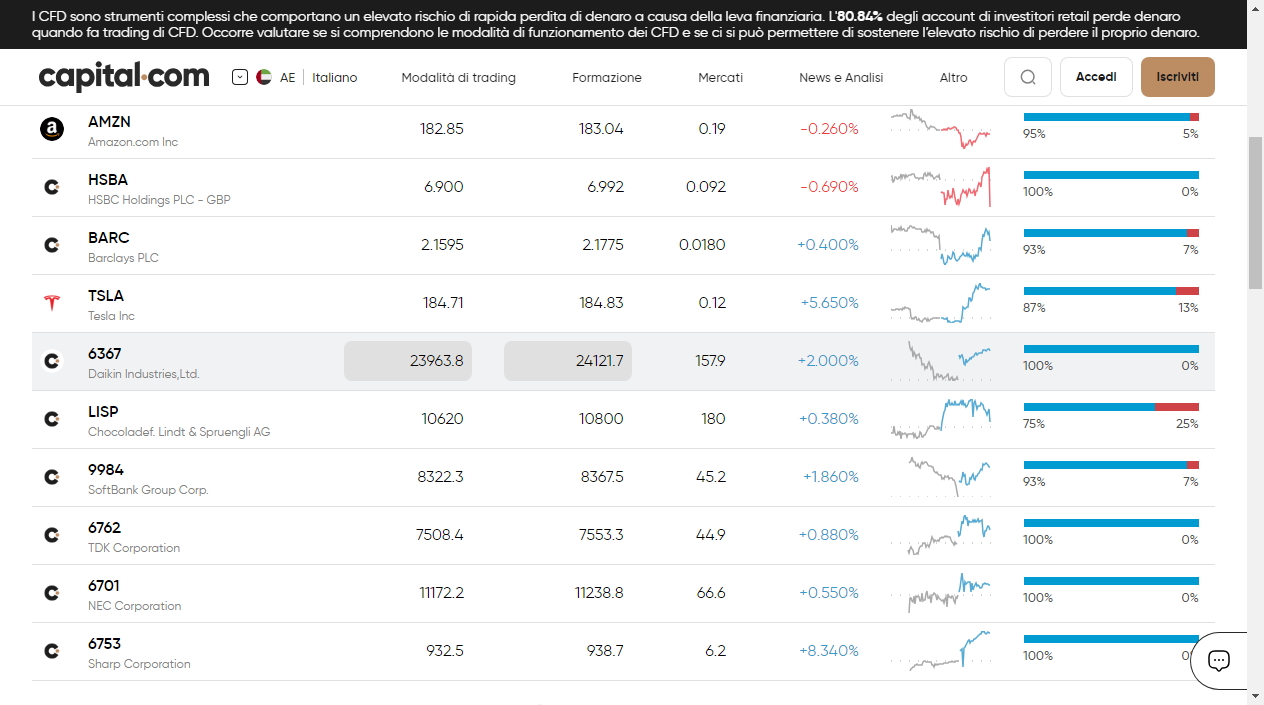 I CFD sono strumenti complessi che comportano un elevato rischio di rapida perdita di denaro a causa della leva finanziaria. L'80.84% degli account di investitori retail perde denaro
quando fa trading di CFD. Occorre valutare se si comprendono le modalità di funzionamento dei CFD e se ci si può permettere di sostenere l'elevato rischio di perdere il proprio denaro.
capital.com AE Italiano Modalità di trading Formazione Mercati News e Analisi Altro Accedi Iscriviti
AMZN 182.85 183.04 0.19 -0.260%
Amazon.com Inc 95% 5%
HSBA 6.900 6.992 0.092 -0.690%
HSBC Holdings PLC - GBP 100% 0%
BARC 2.1595 2.1775 0.0180 +0.400%
Barclays PLC 93% 7%
TSLA 184.71 184.83 0.12 +5.650%
Tesla Inc 87% 13%
6367 23963.8 24121.7 157.9 +2.000%
Daikin Industries,Ltd. 100% 0%
LISP 10620 10800 180 +0.380%
Chocoladef. Lindt & Spruengli AG 75% 25%
9984 8322.3 8367.5 45.2 +1.860%
SoftBank Group Corp. 93% 7%
6762 7508.4 7553.3 44.9 +0.880%
TDK Corporation 100% 0%
6701 11172.2 11238.8 66.6 +0.550%
NEC Corporation 100% 0%
6753 932.5 938.7 6.2 +8.340%
Sharp Corporation 100% 0